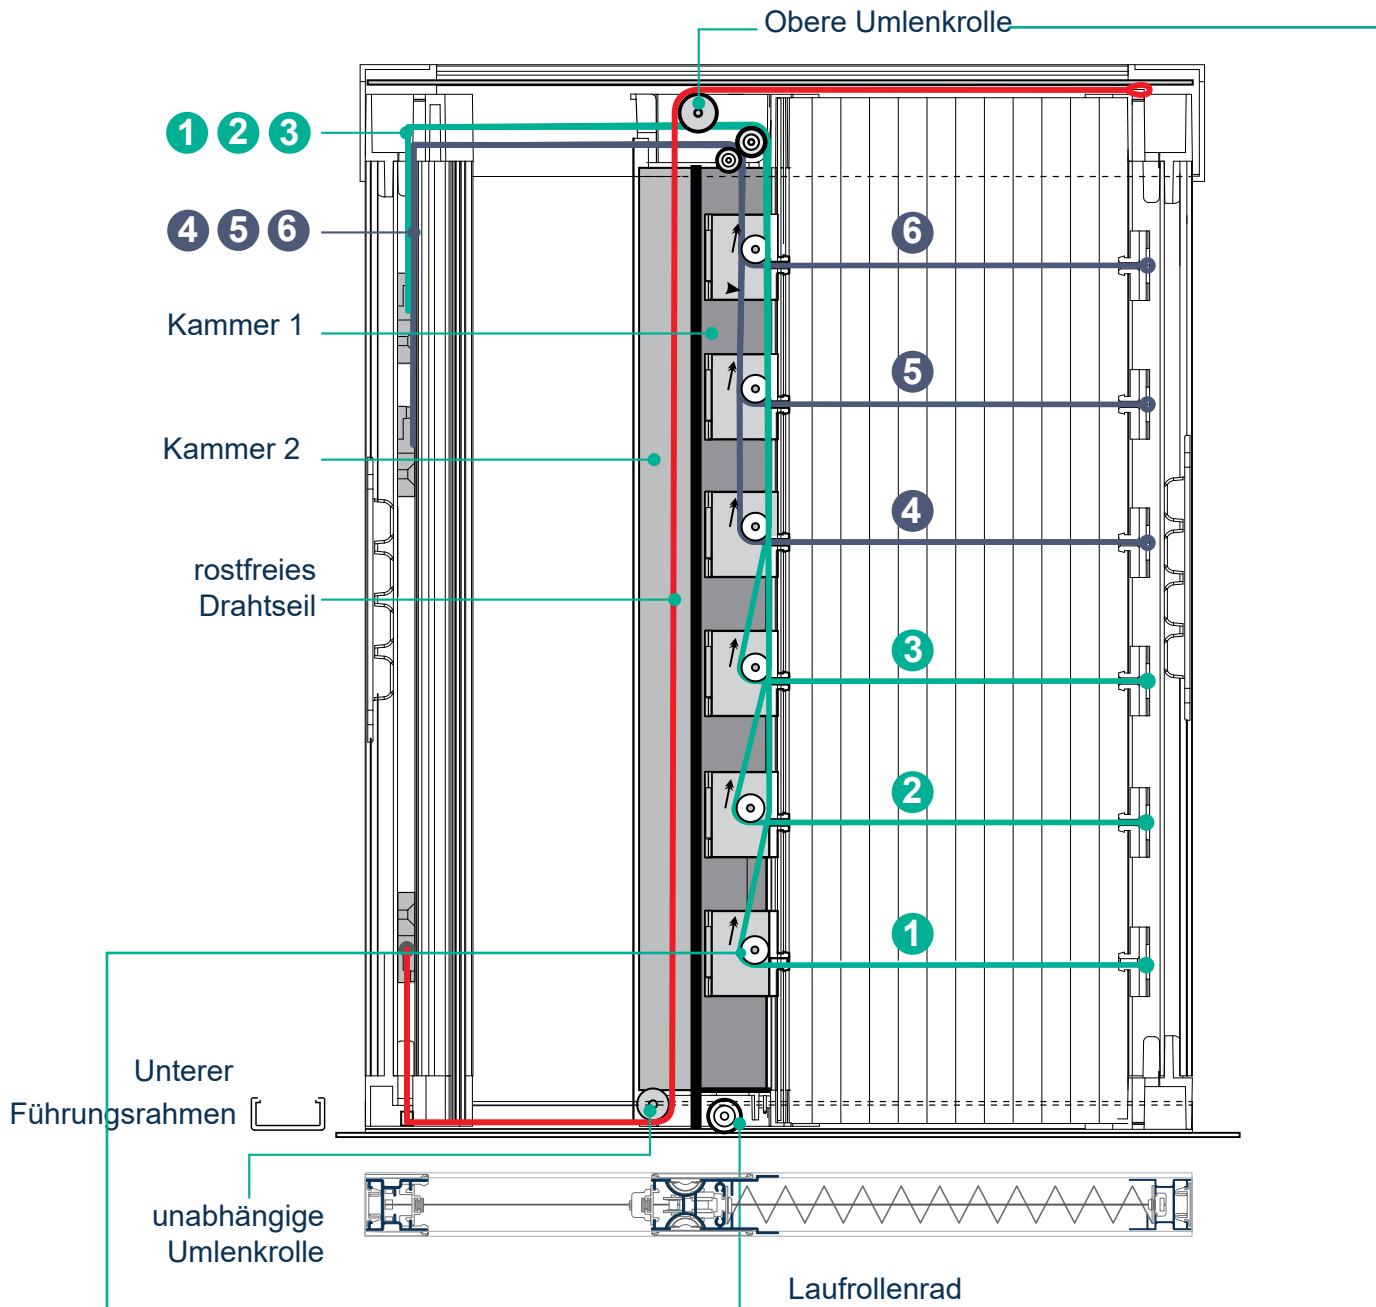 Obere Umlenkrolle
1 2 3
4 5 6
6
Kammer 1
5
Kammer 2
4
rostfreies
Drahtseil
3
2
1
Unterer
Führungsrahmen
unabhängige
Umlenkrolle
Laufrollenrad